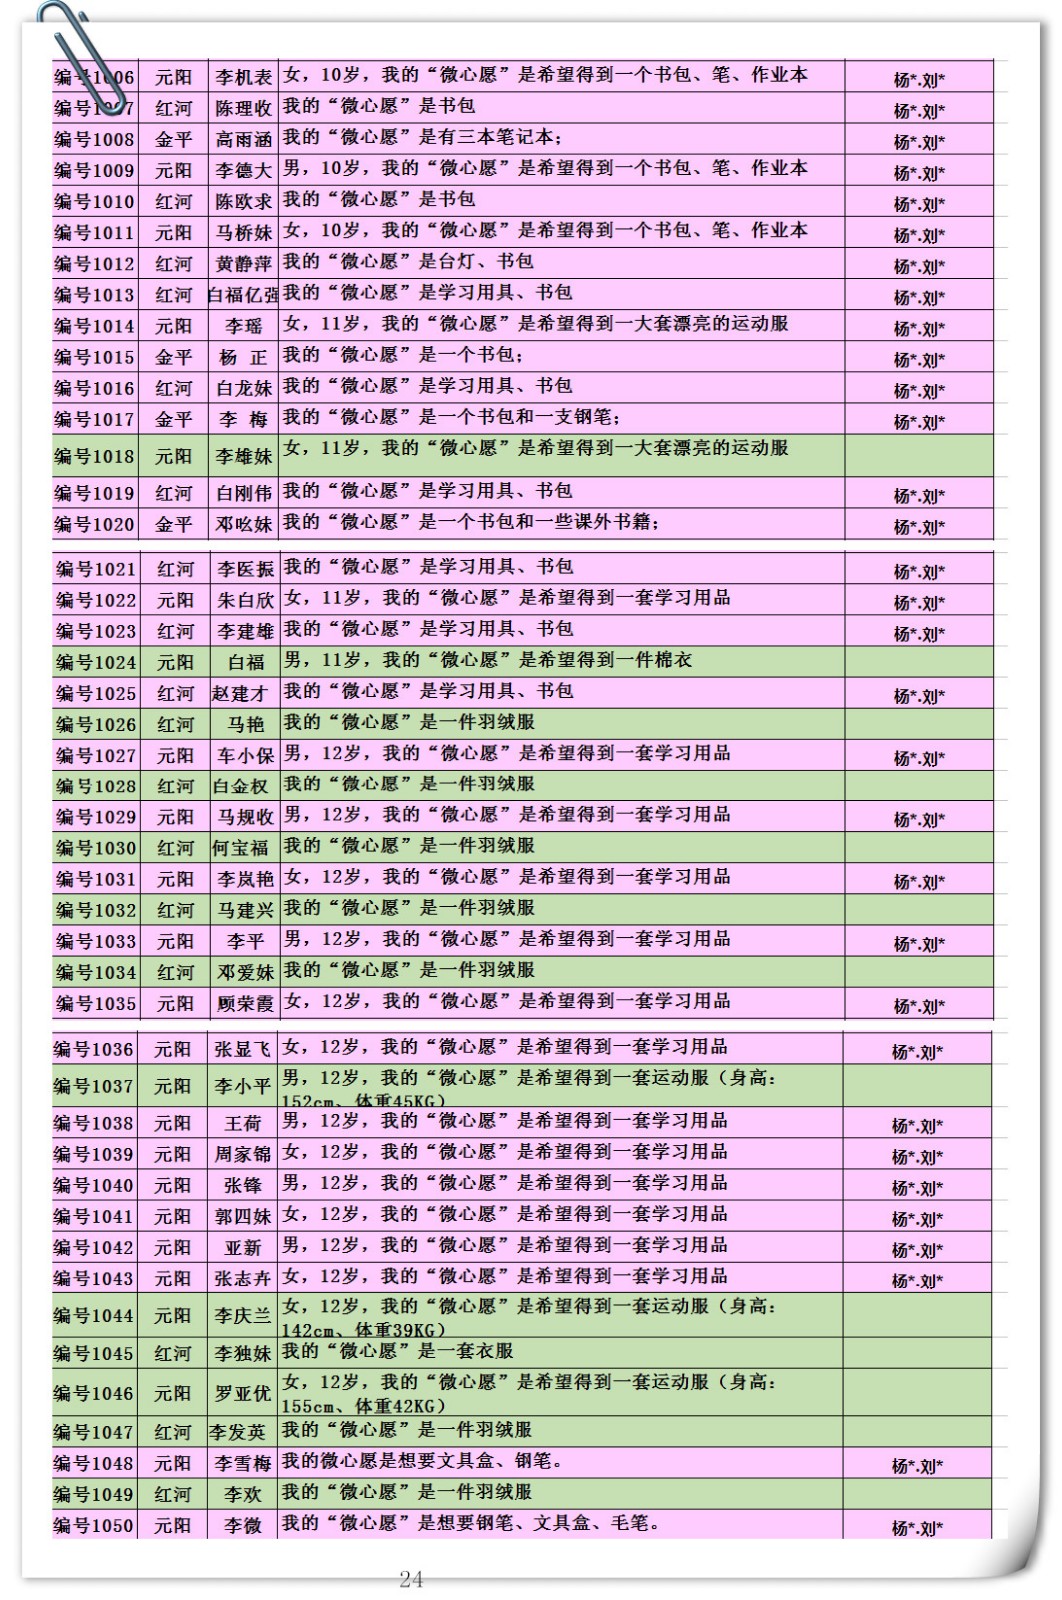 编号1006 元阳 李机表 女，10岁，我的“微心愿”是希望得到一个书包、笔、作业本 杨*.刘*
编号1007 红河 陈理收 我的“微心愿”是书包 杨*.刘*
编号1008 金平 高雨涵 我的“微心愿”是有三本笔记本； 杨*.刘*
编号1009 元阳 李德大 男，10岁，我的“微心愿”是希望得到一个书包、笔、作业本 杨*.刘*
编号1010 红河 陈欧求 我的“微心愿”是书包 杨*.刘*
编号1011 元阳 马桥妹 女，10岁，我的“微心愿”是希望得到一个书包、笔、作业本 杨*.刘*
编号1012 红河 黄静萍 我的“微心愿”是台灯、书包 杨*.刘*
编号1013 红河 白福亿强 我的“微心愿”是学习用具、书包 杨*.刘*
编号1014 元阳 李瑶 女，11岁，我的“微心愿”是希望得到一大套漂亮的运动服 杨*.刘*
编号1015 金平 杨 正 我的“微心愿”是一个书包； 杨*.刘*
编号1016 红河 白龙妹 我的“微心愿”是学习用具、书包 杨*.刘*
编号1017 金平 李 梅 我的“微心愿”是一个书包和一支钢笔； 杨*.刘*
编号1018 元阳 李雄妹 女，11岁，我的“微心愿”是希望得到一大套漂亮的运动服
编号1019 红河 白刚伟 我的“微心愿”是学习用具、书包 杨*.刘*
编号1020 金平 邓吆妹 我的“微心愿”是一个书包和一些课外书籍； 杨*.刘*
编号1021 红河 李医振 我的“微心愿”是学习用具、书包 杨*.刘*
编号1022 元阳 朱白欣 女，11岁，我的“微心愿”是希望得到一套学习用品 杨*.刘*
编号1023 红河 李建雄 我的“微心愿”是学习用具、书包 杨*.刘*
编号1024 元阳 白福 男，11岁，我的“微心愿”是希望得到一件棉衣
编号1025 红河 赵建才 我的“微心愿”是学习用具、书包 杨*.刘*
编号1026 红河 马艳 我的“微心愿”是一件羽绒服
编号1027 元阳 车小保 男，12岁，我的“微心愿”是希望得到一套学习用品 杨*.刘*
编号1028 红河 白金权 我的“微心愿”是一件羽绒服
编号1029 元阳 马规收 男，12岁，我的“微心愿”是希望得到一套学习用品 杨*.刘*
编号1030 红河 何宝福 我的“微心愿”是一件羽绒服
编号1031 元阳 李岚艳 女，12岁，我的“微心愿”是希望得到一套学习用品 杨*.刘*
编号1032 红河 马建兴 我的“微心愿”是一件羽绒服
编号1033 元阳 李平 男，12岁，我的“微心愿”是希望得到一套学习用品 杨*.刘*
编号1034 红河 邓爱妹 我的“微心愿”是一件羽绒服
编号1035 元阳 顾荣霞 女，12岁，我的“微心愿”是希望得到一套学习用品 杨*.刘*
编号1036 元阳 张显飞 女，12岁，我的“微心愿”是希望得到一套学习用品 杨*.刘*
编号1037 元阳 李小平 男，12岁，我的“微心愿”是希望得到一套运动服（身高：
152cm、体重45KG）
编号1038 元阳 王荷 男，12岁，我的“微心愿”是希望得到一套学习用品 杨*.刘*
编号1039 元阳 周家锦 女，12岁，我的“微心愿”是希望得到一套学习用品 杨*.刘*
编号1040 元阳 张锋 男，12岁，我的“微心愿”是希望得到一套学习用品 杨*.刘*
编号1041 元阳 郭四妹 女，12岁，我的“微心愿”是希望得到一套学习用品 杨*.刘*
编号1042 元阳 亚新 男，12岁，我的“微心愿”是希望得到一套学习用品 杨*.刘*
编号1043 元阳 张志卉 女，12岁，我的“微心愿”是希望得到一套学习用品 杨*.刘*
编号1044 元阳 李庆兰 女，12岁，我的“微心愿”是希望得到一套运动服（身高：
142cm、体重39KG）
编号1045 红河 李独妹 我的“微心愿”是一套衣服
编号1046 元阳 罗亚优 女，12岁，我的“微心愿”是希望得到一套运动服（身高：
155cm、体重42KG）
编号1047 红河 李发英 我的“微心愿”是一件羽绒服
编号1048 元阳 李雪梅 我的微心愿是想要文具盒、钢笔。 杨*.刘*
编号1049 红河 李欢 我的“微心愿”是一件羽绒服
编号1050 元阳 李微 我的“微心愿”是想要钢笔、文具盒、毛笔。 杨*.刘*
24